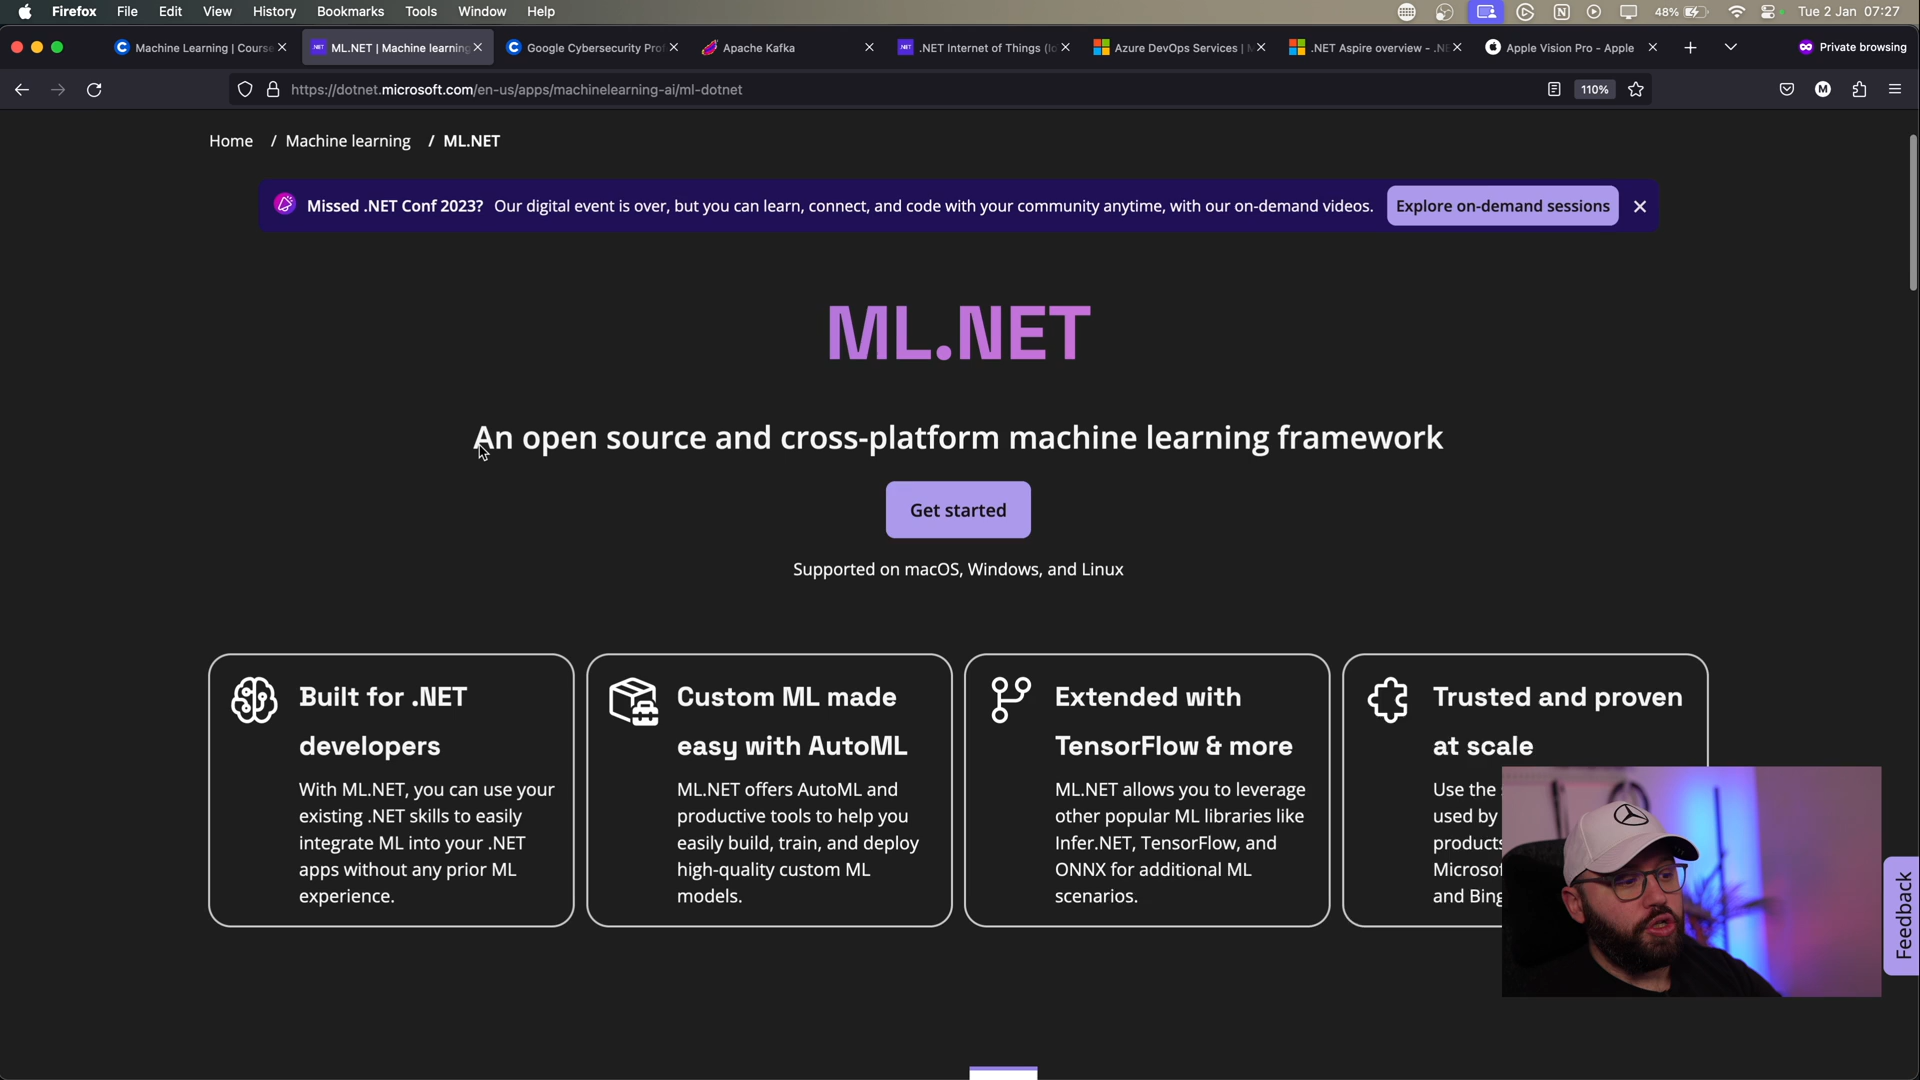 Firefox File Edit View History Bookmarks Tools Window Help 48% Tue 2 Jan 07:27
Machine Learning | Course ML.NET | Machine learning Google Cybersecurity Prof Apache Kafka .NET Internet of Things (Io Azure DevOps Services | M .NET Aspire overview - .NE Apple Vision Pro - Apple Private browsing
https://dotnet.microsoft.com/en-us/apps/machinelearning-ai/ml-dotnet 110% M
Home / Machine learning / ML.NET
Missed .NET Conf 2023? Our digital event is over, but you can learn, connect, and code with your community anytime, with our on-demand videos. Explore on-demand sessions
ML.NET
An open source and cross-platform machine learning framework
Get started
Supported on macOS, Windows, and Linux
Built for .NET
developers
With ML.NET, you can use your
existing .NET skills to easily
integrate ML into your .NET
apps without any prior ML
experience.
Custom ML made
easy with AutoML
ML.NET offers AutoML and
productive tools to help you
easily build, train, and deploy
high-quality custom ML
models.
Extended with
TensorFlow & more
ML.NET allows you to leverage
other popular ML libraries like
Infer.NET, TensorFlow, and
ONNX for additional ML
scenarios.
Trusted and proven
at scale
Use the
used by
products
Microsof
and Bing
Feedback